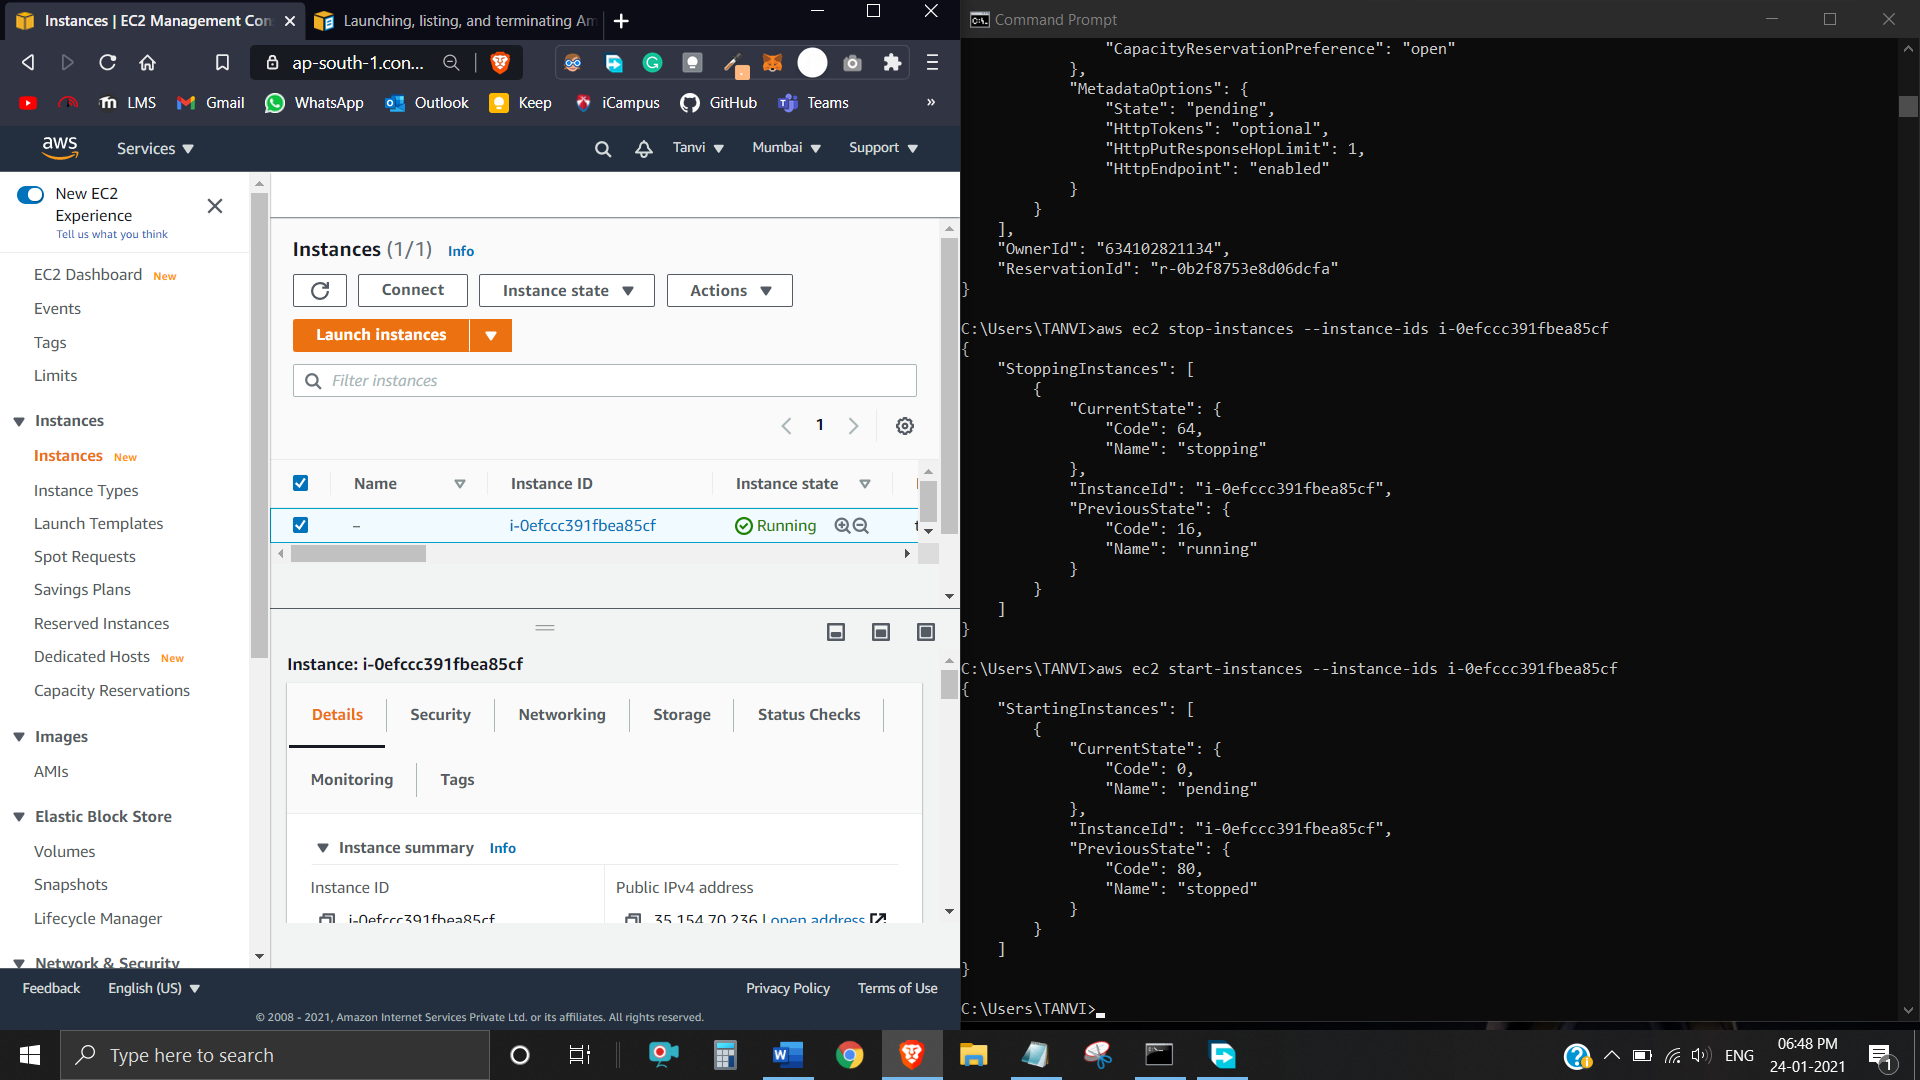 Instances | EC2 Management Con
Launching, listing, and terminating Am
ap-south-1.con...
LMS
Gmail
WhatsApp
Outlook
Keep
iCampus
GitHub
Teams
»
aws
Services
Tanvi
Mumbai
Support
New EC2
Experience
Tell us what you think
EC2 Dashboard New
Events
Tags
Limits
Instances
Instances New
Instance Types
Launch Templates
Spot Requests
Savings Plans
Reserved Instances
Dedicated Hosts New
Capacity Reservations
Images
AMIs
Elastic Block Store
Volumes
Snapshots
Lifecycle Manager
Network & Security
Instances (1/1) Info
Connect
Instance state
Actions
Launch instances
Filter instances
1
Name
Instance ID
Instance state
–
i-0efccc391fbea85cf
Running
Instance: i-0efccc391fbea85cf
Details
Security
Networking
Storage
Status Checks
Monitoring
Tags
Instance summary Info
Instance ID
i-0efccc391fbea85cf
Public IPv4 address
35.154.70.236 | open address
Feedback
English (US)
Privacy Policy
Terms of Use
© 2008 - 2021, Amazon Internet Services Private Ltd. or its affiliates. All rights reserved.
Command Prompt
"CapacityReservationPreference": "open"
},
"MetadataOptions": {
"State": "pending",
"HttpTokens": "optional",
"HttpPutResponseHopLimit": 1,
"HttpEndpoint": "enabled"
}
}
],
"OwnerId": "634102821134",
"ReservationId": "r-0b2f8753e8d06dcfa"
}
C:\Users\TANVI>aws ec2 stop-instances --instance-ids i-0efccc391fbea85cf
{
"StoppingInstances": [
{
"CurrentState": {
"Code": 64,
"Name": "stopping"
},
"InstanceId": "i-0efccc391fbea85cf",
"PreviousState": {
"Code": 16,
"Name": "running"
}
}
]
}
C:\Users\TANVI>aws ec2 start-instances --instance-ids i-0efccc391fbea85cf
{
"StartingInstances": [
{
"CurrentState": {
"Code": 0,
"Name": "pending"
},
"InstanceId": "i-0efccc391fbea85cf",
"PreviousState": {
"Code": 80,
"Name": "stopped"
}
}
]
}
C:\Users\TANVI>
Type here to search
ENG
06:48 PM
24-01-2021
1